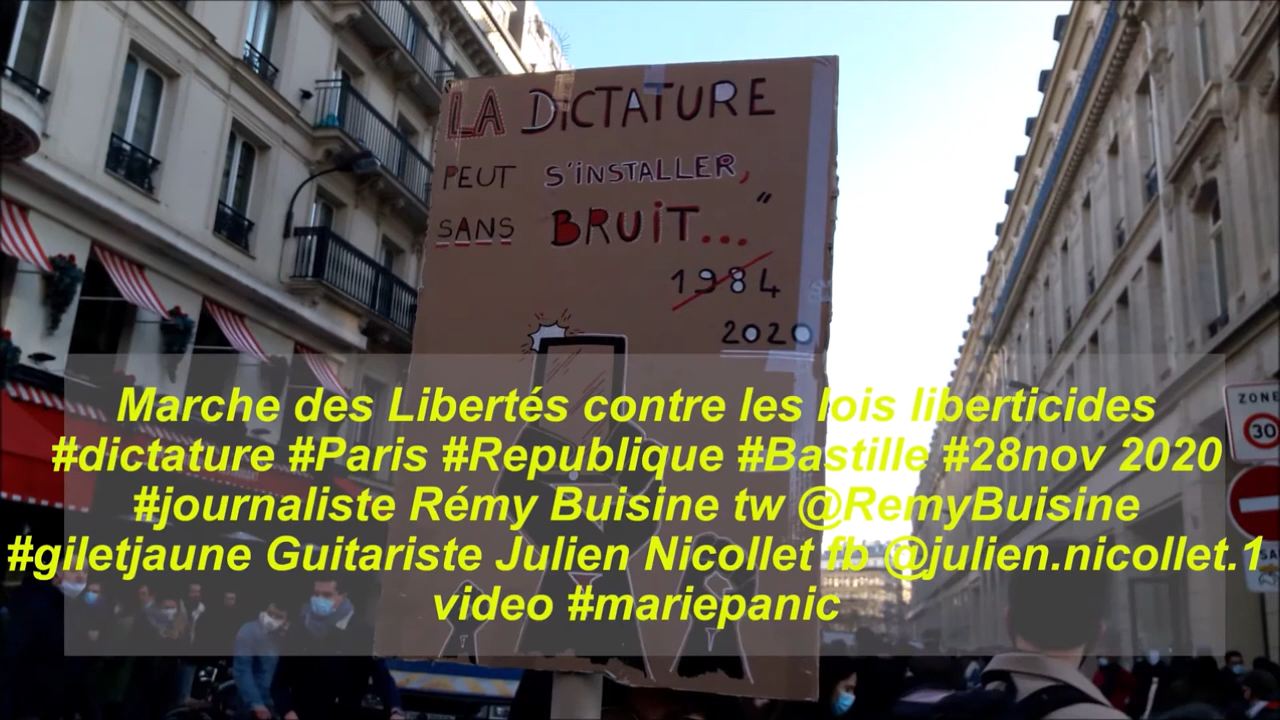 LA DiCTATURE
PEUT S'iNSTALLER,
SANS BRUiT... "
1984
2020
Marche des Libertés contre les lois liberticides
#dictature #Paris #Republique #Bastille #28nov 2020
#journaliste Rémy Buisine tw @RemyBuisine
#giletjaune Guitariste Julien Nicollet fb @julien.nicollet.1
video #mariepanic
ZONE
30